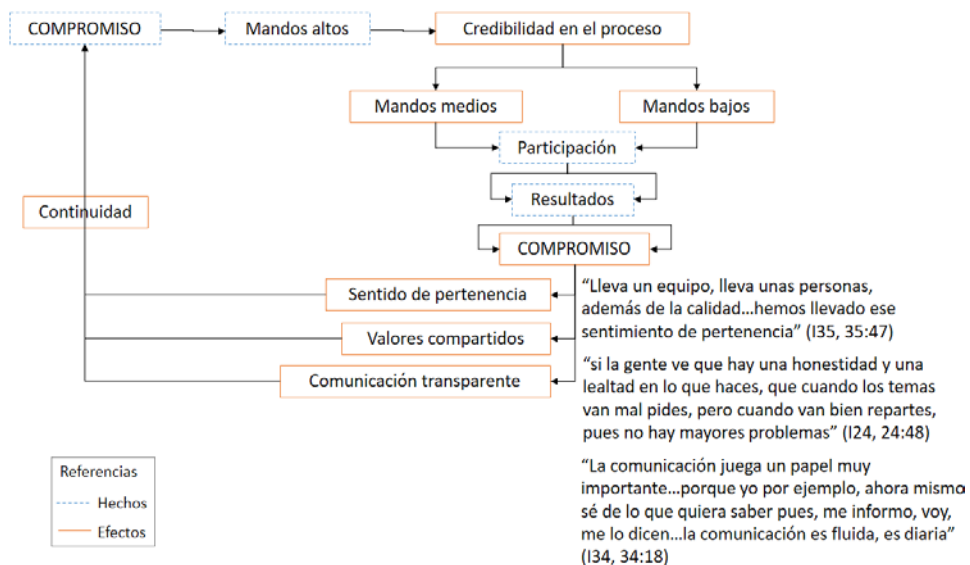 COMPROMISO
Mandos altos
Credibilidad en el proceso
Mandos medios
Mandos bajos
Participación
Resultados
Continuidad
COMPROMISO
Sentido de pertenencia
Valores compartidos
Comunicación transparente
“Lleva un equipo, lleva unas personas,
además de la calidad...hemos llevado ese
sentimiento de pertenencia” (I35, 35:47)
“si la gente ve que hay una honestidad y una
lealtad en lo que haces, que cuando los temas
van mal pides, pero cuando van bien repartes,
pues no hay mayores problemas” (I24, 24:48)
“La comunicación juega un papel muy
importante...porque yo por ejemplo, ahora mismo
sé de lo que quiera saber pues, me informo, voy,
me lo dicen...la comunicación es fluida, es diaria”
(I34, 34:18)
Referencias
Hechos
Efectos